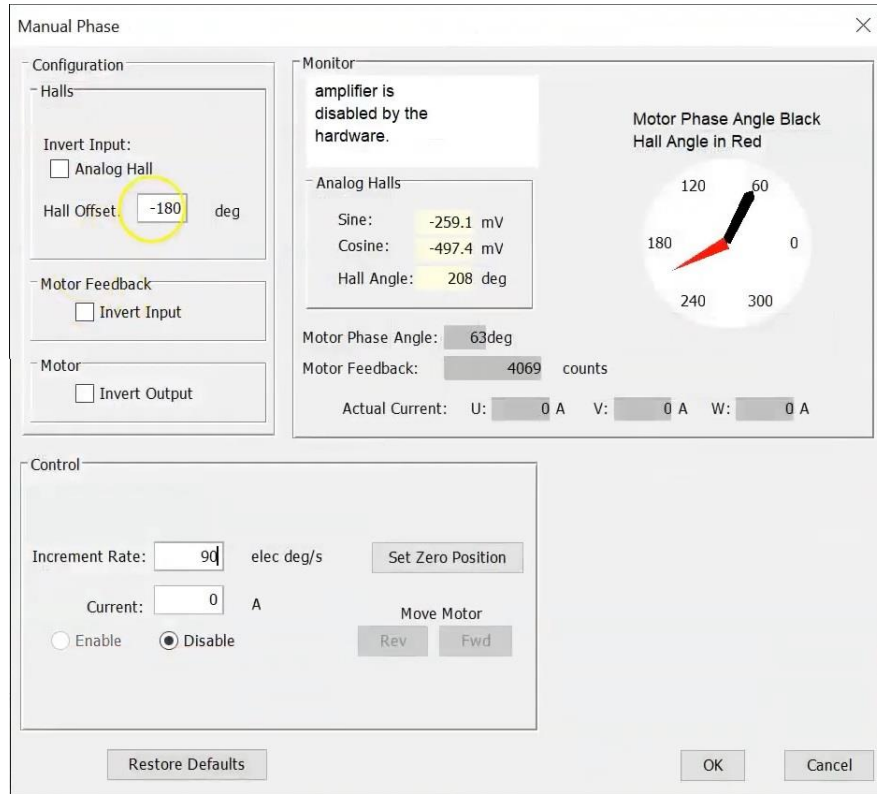 Manual Phase
Configuration
Halls
Invert Input:
Analog Hall
Hall Offset: -180 deg
Motor Feedback
Invert Input
Motor
Invert Output
Monitor
amplifier is
disabled by the
hardware.
Analog Halls
Sine: -259.1 mV
Cosine: -497.4 mV
Hall Angle: 208 deg
Motor Phase Angle Black
Hall Angle in Red
120 60
180 0
240 300
Motor Phase Angle: 63deg
Motor Feedback: 4069 counts
Actual Current: U: 0 A V: 0 A W: 0 A
Control
Increment Rate: 90 elec deg/s Set Zero Position
Current: 0 A
Move Motor
Enable Disable Rev Fwd
Restore Defaults OK Cancel